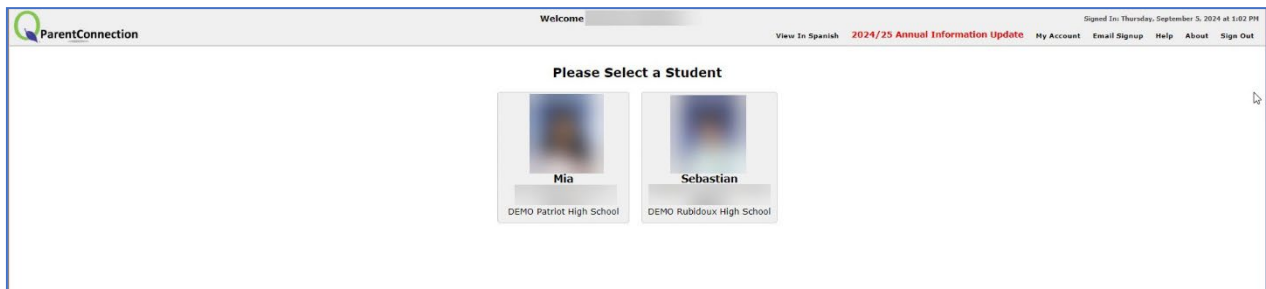 Welcome
Signed In: Thursday, September 5, 2024 at 1:02 PM
ParentConnection
View In Spanish 2024/25 Annual Information Update My Account Email Signup Help About Sign Out
Please Select a Student
Mia
DEMO Patriot High School
Sebastian
DEMO Rubidoux High School